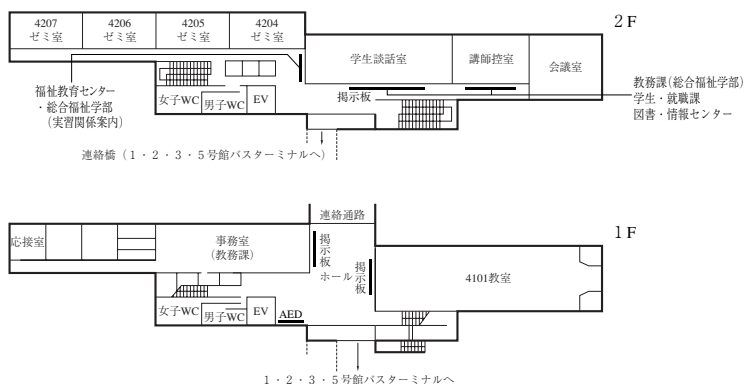 2F
4207
ゼミ室
4206
ゼミ室
4205
ゼミ室
4204
ゼミ室
学生談話室
講師控室
会議室
福祉教育センター
・総合福祉学部
(実習関係案内)
女子WC
男子WC
EV
掲示板
教務課(総合福祉学部)
学生・就職課
図書・情報センター
連絡橋(1・2・3・5号館バスターミナルへ)
1F
連絡通路
応接室
事務室
(教務課)
掲示板
ホール
掲示板
4101教室
女子WC
男子WC
EV
AED
1・2・3・5号館バスターミナルへ